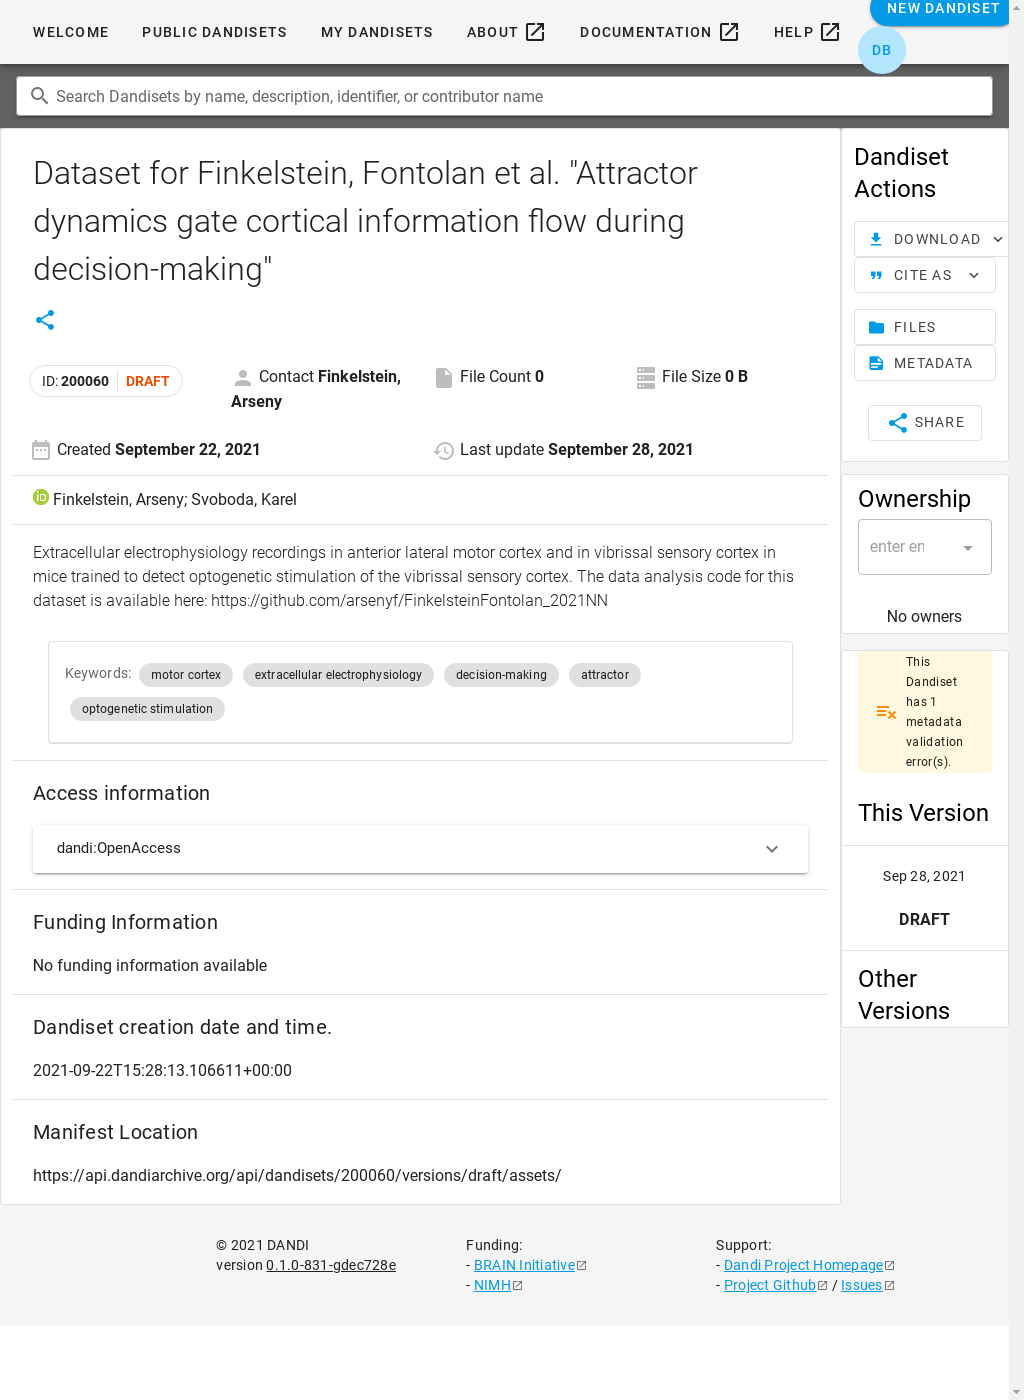 WELCOME PUBLIC DANDISETS MY DANDISETS ABOUT DOCUMENTATION HELP NEW DANDISET
DB
Search Dandisets by name, description, identifier, or contributor name
Dataset for Finkelstein, Fontolan et al. "Attractor
dynamics gate cortical information flow during
decision-making"
ID: 200060 DRAFT
Contact Finkelstein,
Arseny
File Count 0
File Size 0 B
Created September 22, 2021
Last update September 28, 2021
iD Finkelstein, Arseny; Svoboda, Karel
Extracellular electrophysiology recordings in anterior lateral motor cortex and in vibrissal sensory cortex in
mice trained to detect optogenetic stimulation of the vibrissal sensory cortex. The data analysis code for this
dataset is available here: https://github.com/arsenyf/FinkelsteinFontolan_2021NN
Keywords: motor cortex extracellular electrophysiology decision-making attractor
optogenetic stimulation
Access information
dandi:OpenAccess
Funding Information
No funding information available
Dandiset creation date and time.
2021-09-22T15:28:13.106611+00:00
Manifest Location
https://api.dandiarchive.org/api/dandisets/200060/versions/draft/assets/
Dandiset
Actions
DOWNLOAD
CITE AS
FILES
METADATA
SHARE
Ownership
enter en
No owners
This
Dandiset
has 1
metadata
validation
error(s).
This Version
Sep 28, 2021
DRAFT
Other
Versions
© 2021 DANDI
version 0.1.0-831-gdec728e
Funding:
- BRAIN Initiative
- NIMH
Support:
- Dandi Project Homepage
- Project Github / Issues